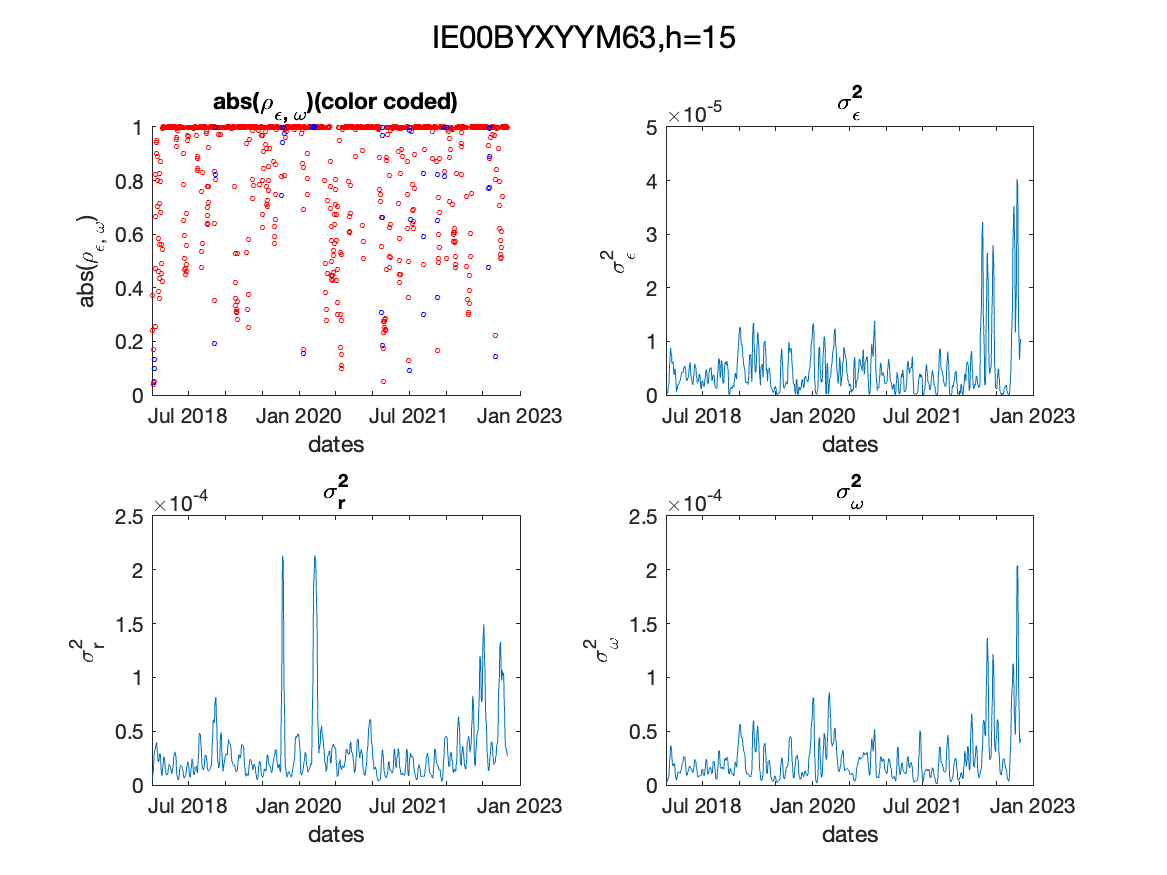 IE00BYXYYM63,h=15
abs(ρϵ, ω)(color coded)
abs(ρϵ, ω)
1
0.8
0.6
0.4
0.2
0
Jul 2018 Jan 2020 Jul 2021 Jan 2023
dates
σ²ϵ
×10-5
σ²ϵ
5
4
3
2
1
0
Jul 2018 Jan 2020 Jul 2021 Jan 2023
dates
σ²r
×10-4
σ²r
2.5
2
1.5
1
0.5
0
Jul 2018 Jan 2020 Jul 2021 Jan 2023
dates
σ²ω
×10-4
σ²ω
2.5
2
1.5
1
0.5
0
Jul 2018 Jan 2020 Jul 2021 Jan 2023
dates